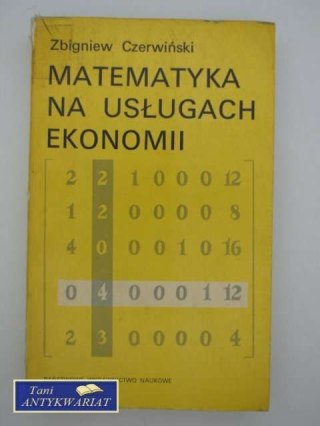 Zbigniew Czerwiński
MATEMATYKA
NA USŁUGACH
EKONOMII
2 2 1 0 0 0 12
1 2 0 0 0 0 8
4 0 0 0 1 0 16
0 4 0 0 0 1 12
2 3 0 0 0 0 4
WYDAWNICTWO NAUKOWE
Tani
ANTYKWARIAT